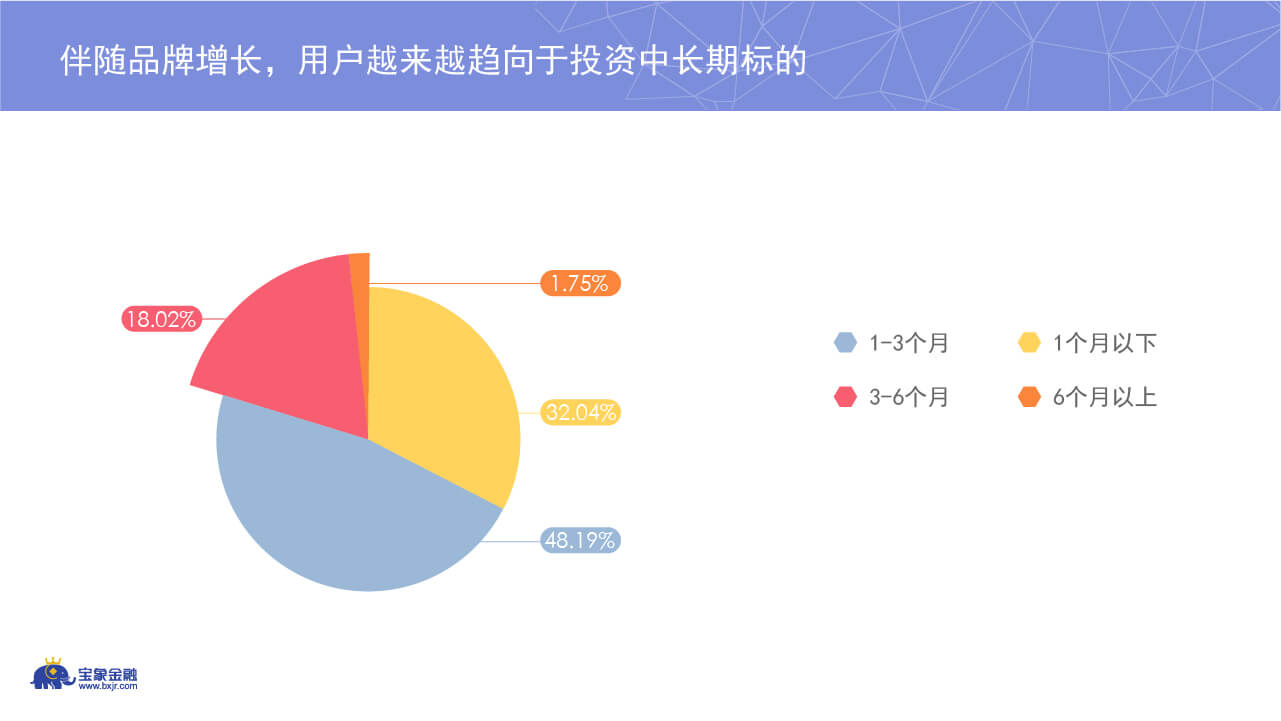 伴随品牌增长，用户越来越趋向于投资中长期标的
1.75%
18.02%
32.04%
48.19%
1-3个月
1个月以下
3-6个月
6个月以上
宝象金融
www.bxjr.com